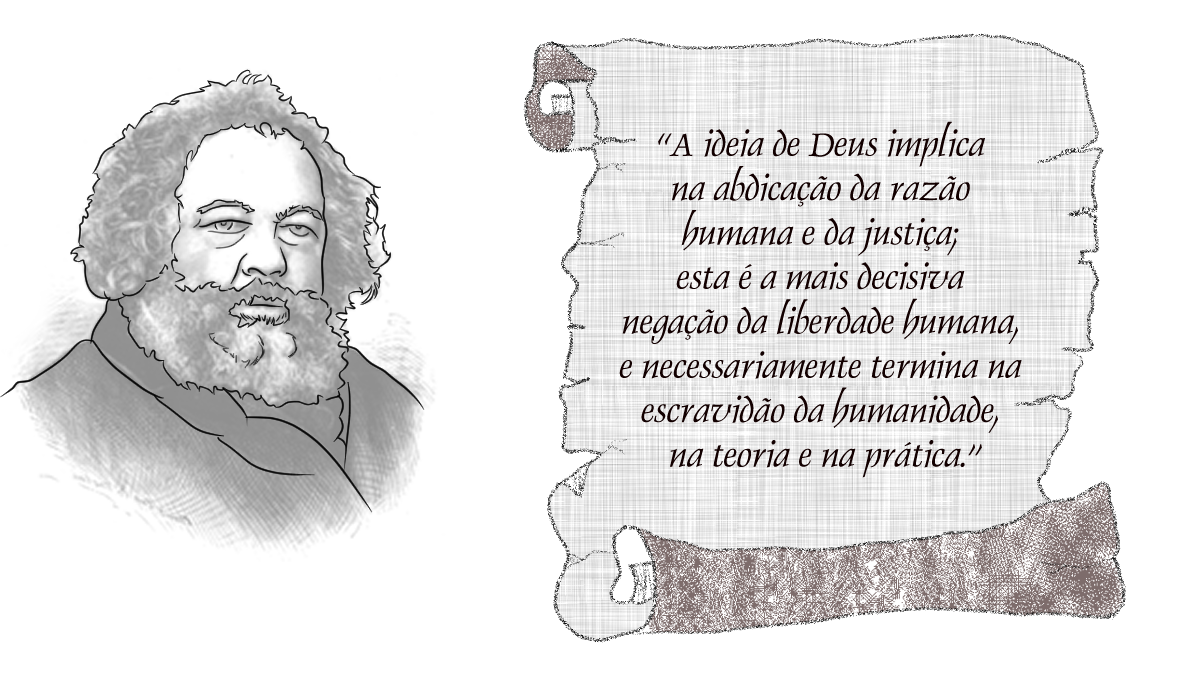 “A ideia de Deus implica
na abdicação da razão
humana e da justiça;
esta é a mais decisiva
negação da liberdade humana,
e necessariamente termina na
escravidão da humanidade,
na teoria e na prática.”